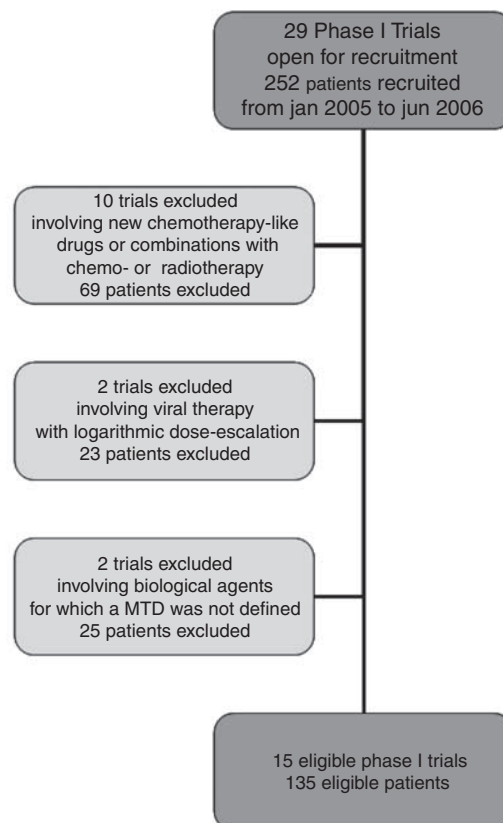 29 Phase I Trials
open for recruitment
252 patients recruited
from jan 2005 to jun 2006
10 trials excluded
involving new chemotherapy-like
drugs or combinations with
chemo- or radiotherapy
69 patients excluded
2 trials excluded
involving viral therapy
with logarithmic dose-escalation
23 patients excluded
2 trials excluded
involving biological agents
for which a MTD was not defined
25 patients excluded
15 eligible phase I trials
135 eligible patients